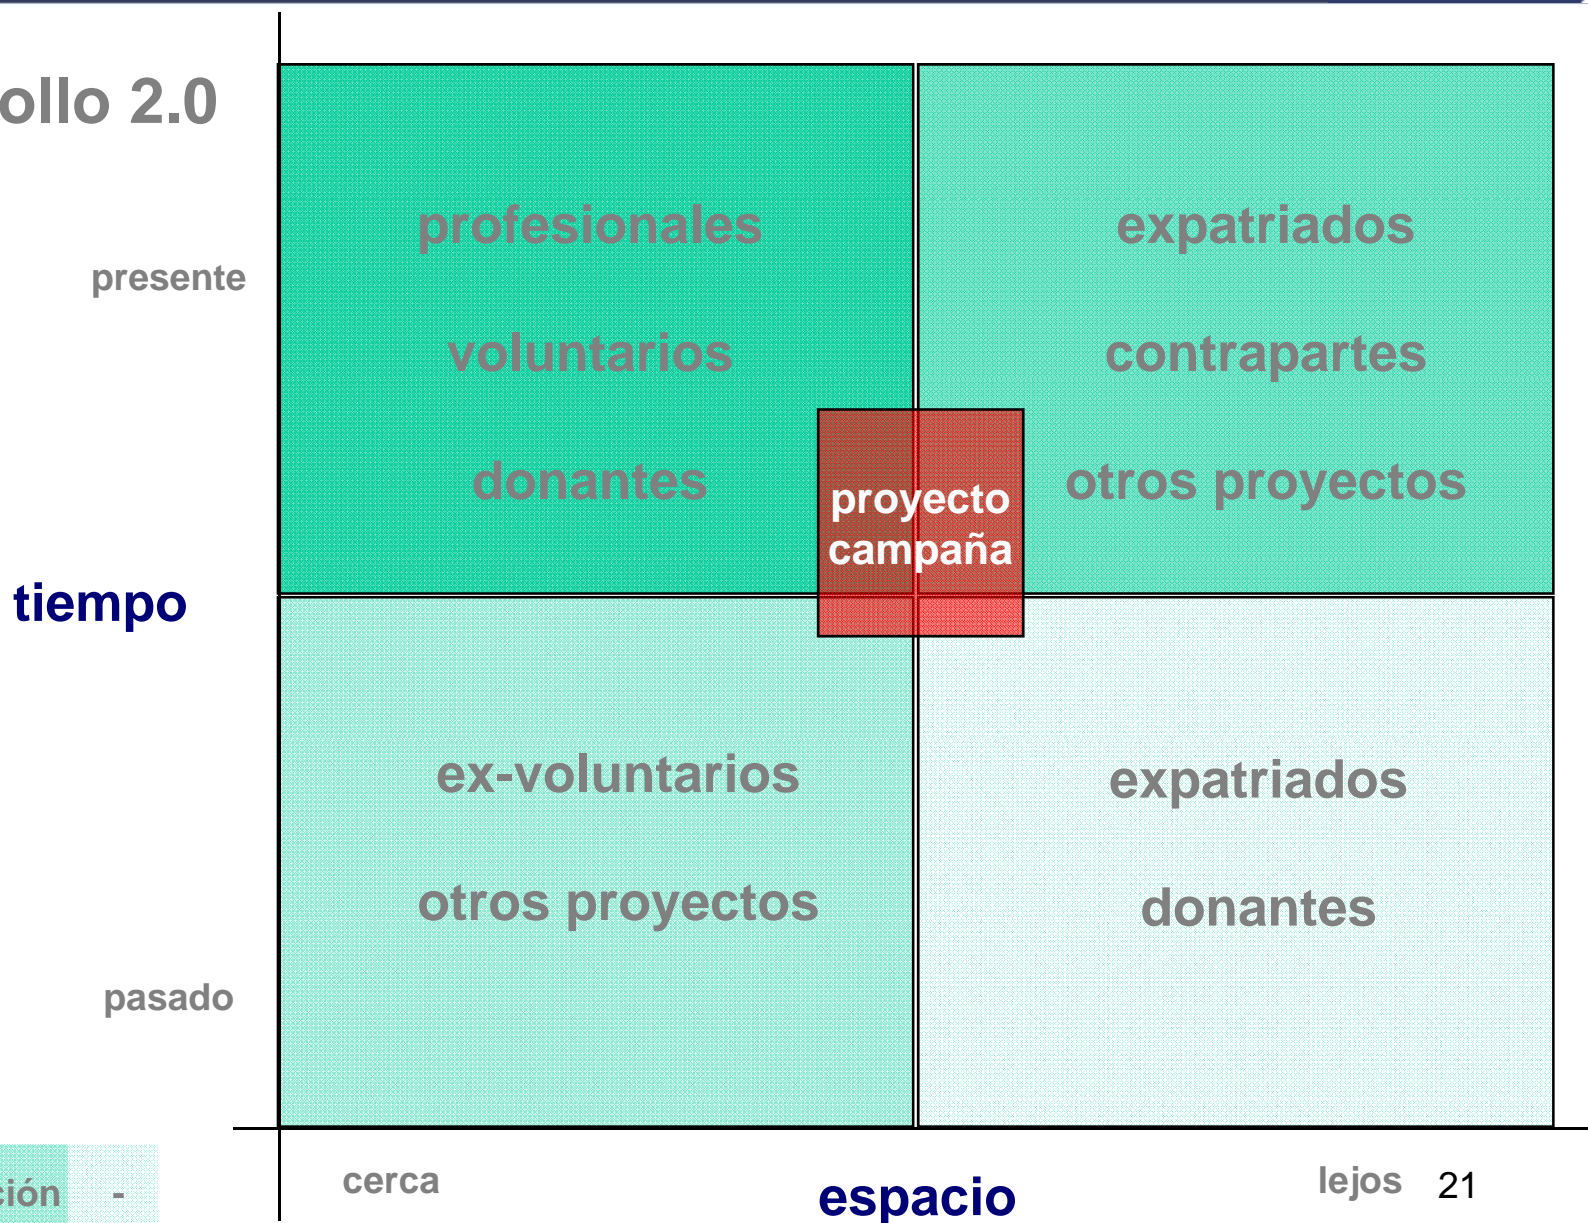 ollo 2.0
presente
profesionales
voluntarios
donantes
expatriados
contrapartes
otros proyectos
proyecto
campaña
tiempo
ex-voluntarios
otros proyectos
expatriados
donantes
pasado
ción -
cerca
espacio
lejos
21